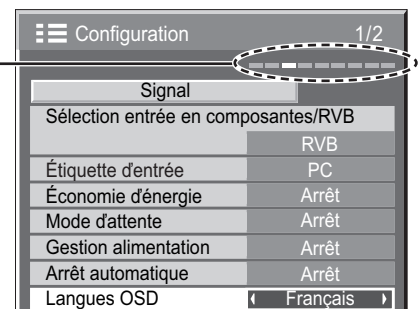 Configuration 1/2
Signal
Sélection entrée en composantes/RVB
RVB
Étiquette d'entrée PC
Économie d'énergie Arrêt
Mode d'attente Arrêt
Gestion alimentation Arrêt
Arrêt automatique Arrêt
Langues OSD Français